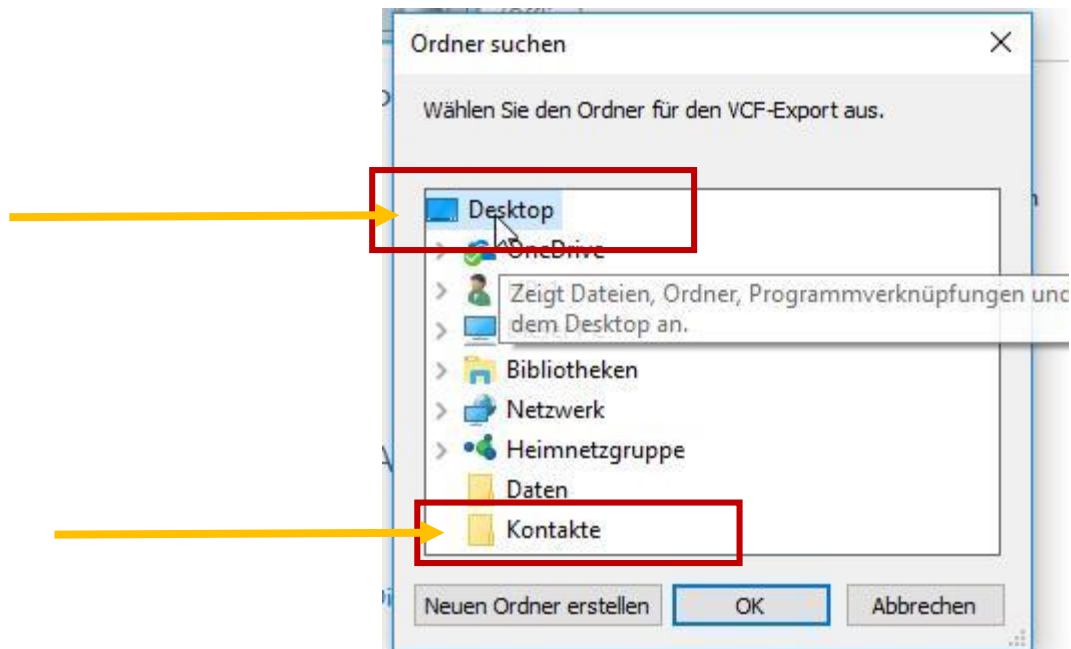 Ordner suchen
Wählen Sie den Ordner für den VCF-Export aus.
Desktop
OneDrive
Zeigt Dateien, Ordner, Programmverknüpfungen und
dem Desktop an.
Bibliotheken
Netzwerk
Heimnetzgruppe
Daten
Kontakte
Neuen Ordner erstellen
OK
Abbrechen